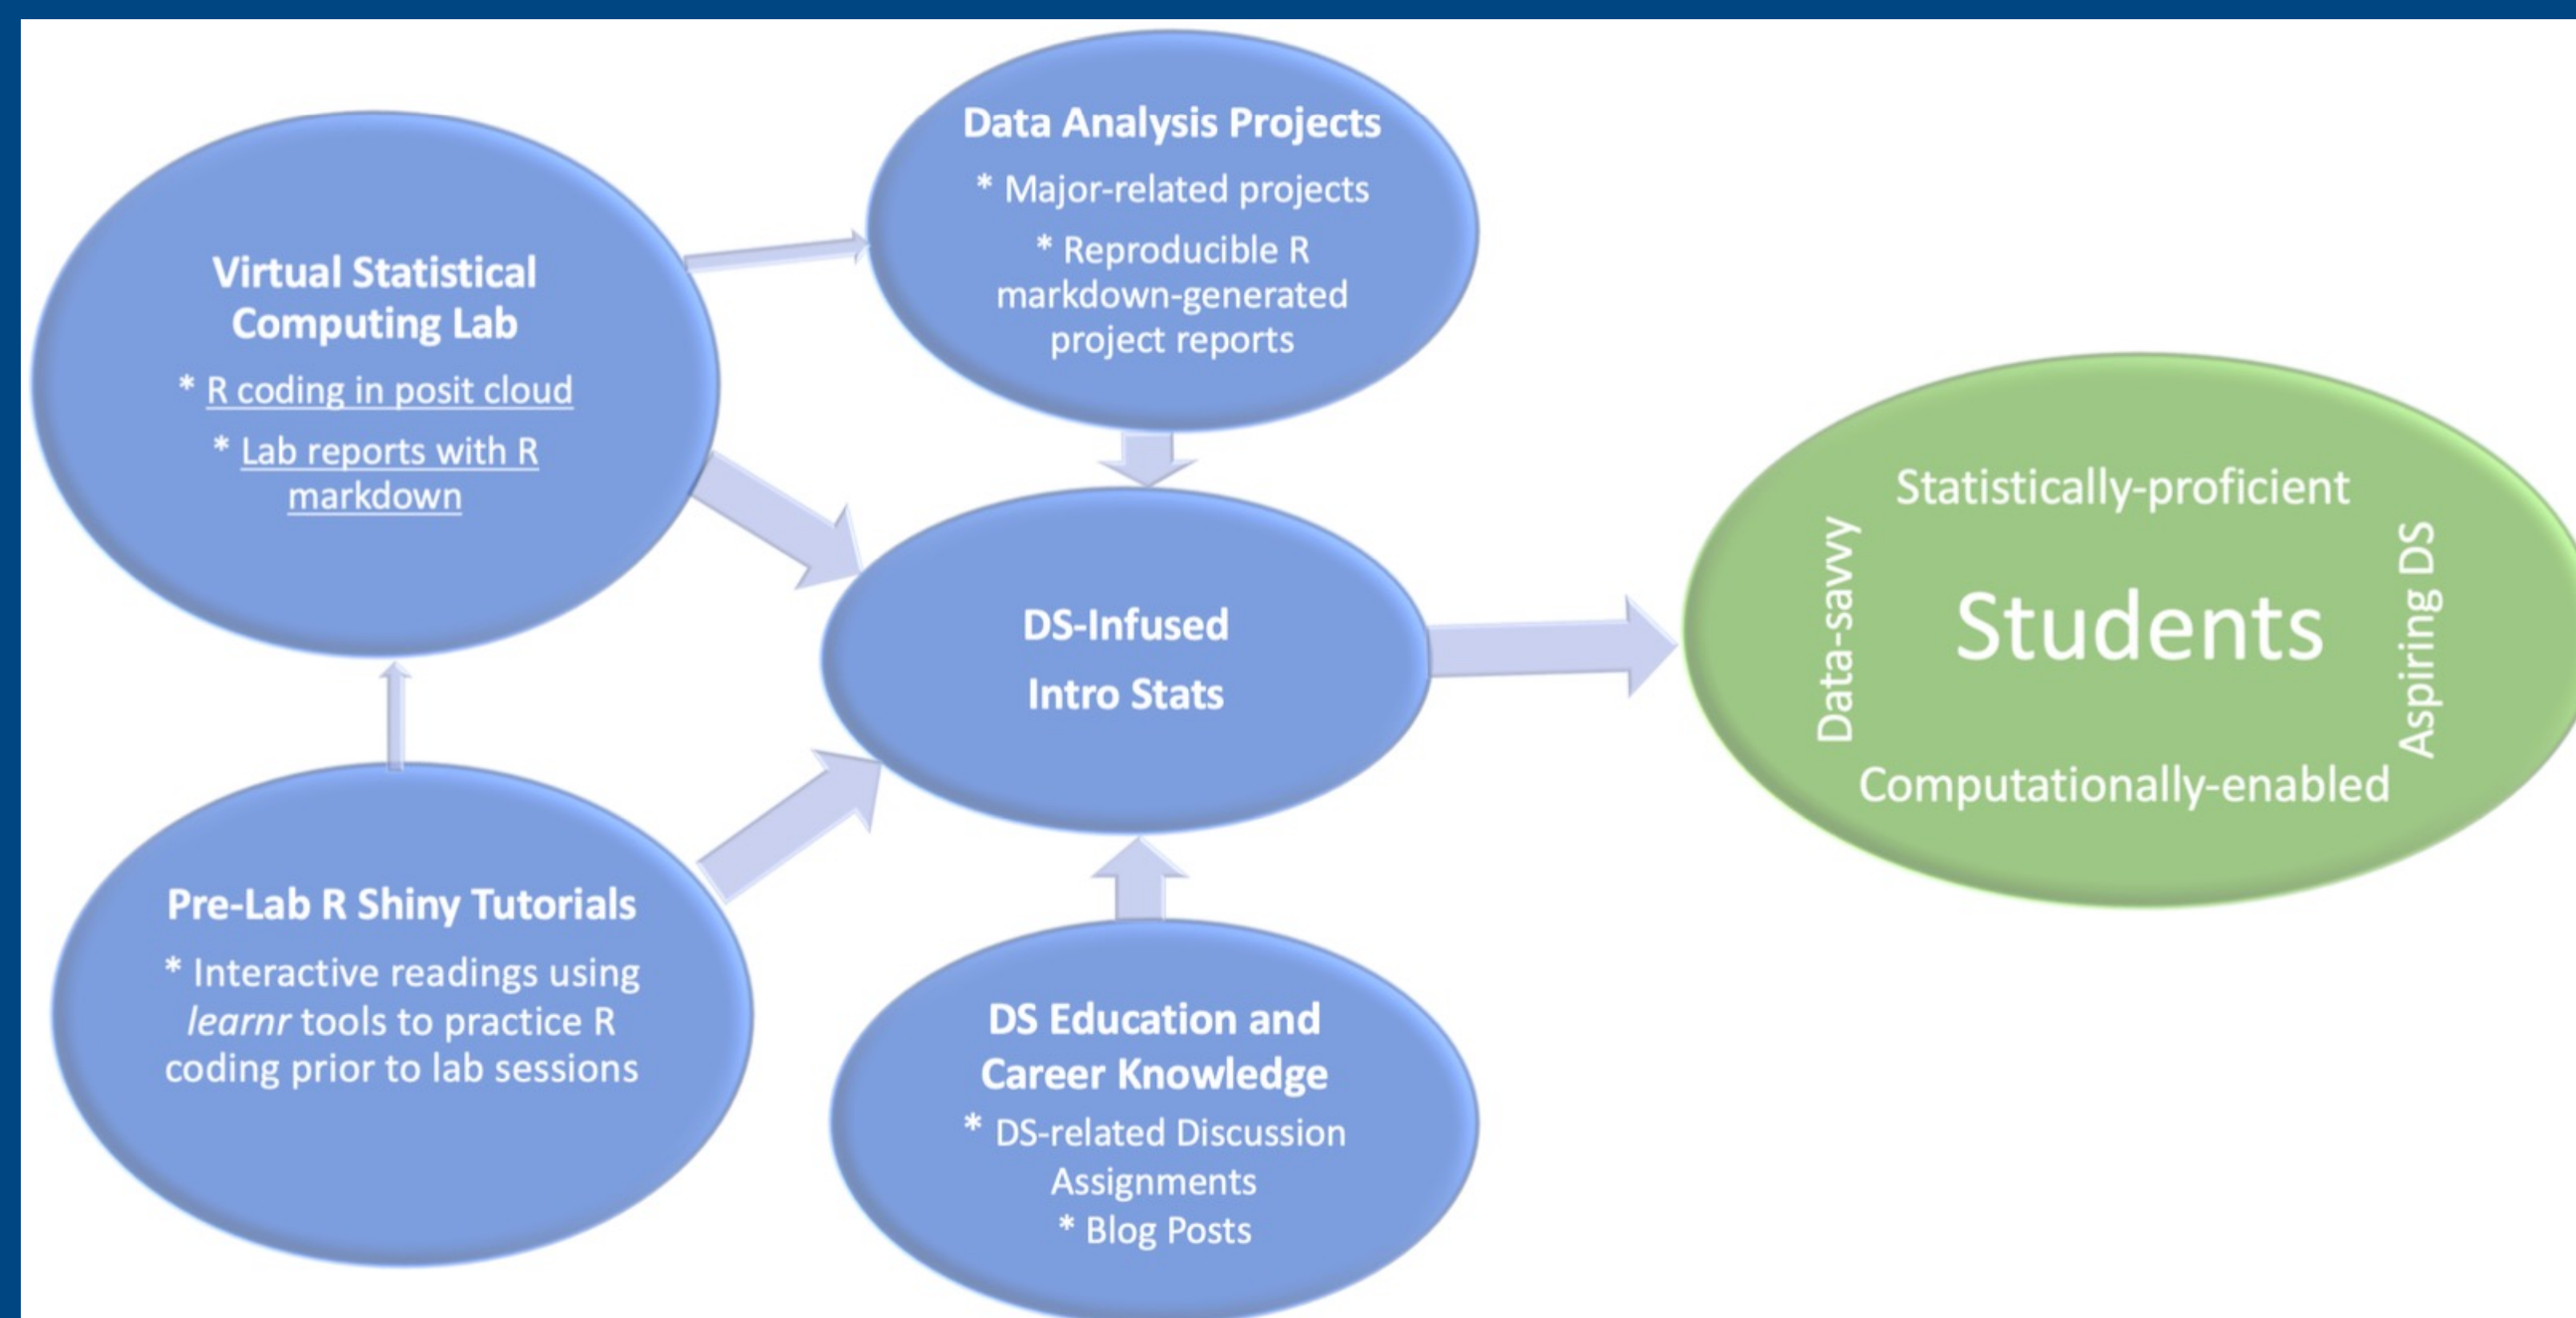 Data Analysis Projects
* Major-related projects
* Reproducible R
markdown-generated
project reports
Virtual Statistical
Computing Lab
* R coding in posit cloud
* Lab reports with R
markdown
DS-Infused
Intro Stats
Statistically-proficient
Data-savvy
Students
Aspiring DS
Computationally-enabled
Pre-Lab R Shiny Tutorials
* Interactive readings using
learnr tools to practice R
coding prior to lab sessions
DS Education and
Career Knowledge
* DS-related Discussion
Assignments
* Blog Posts